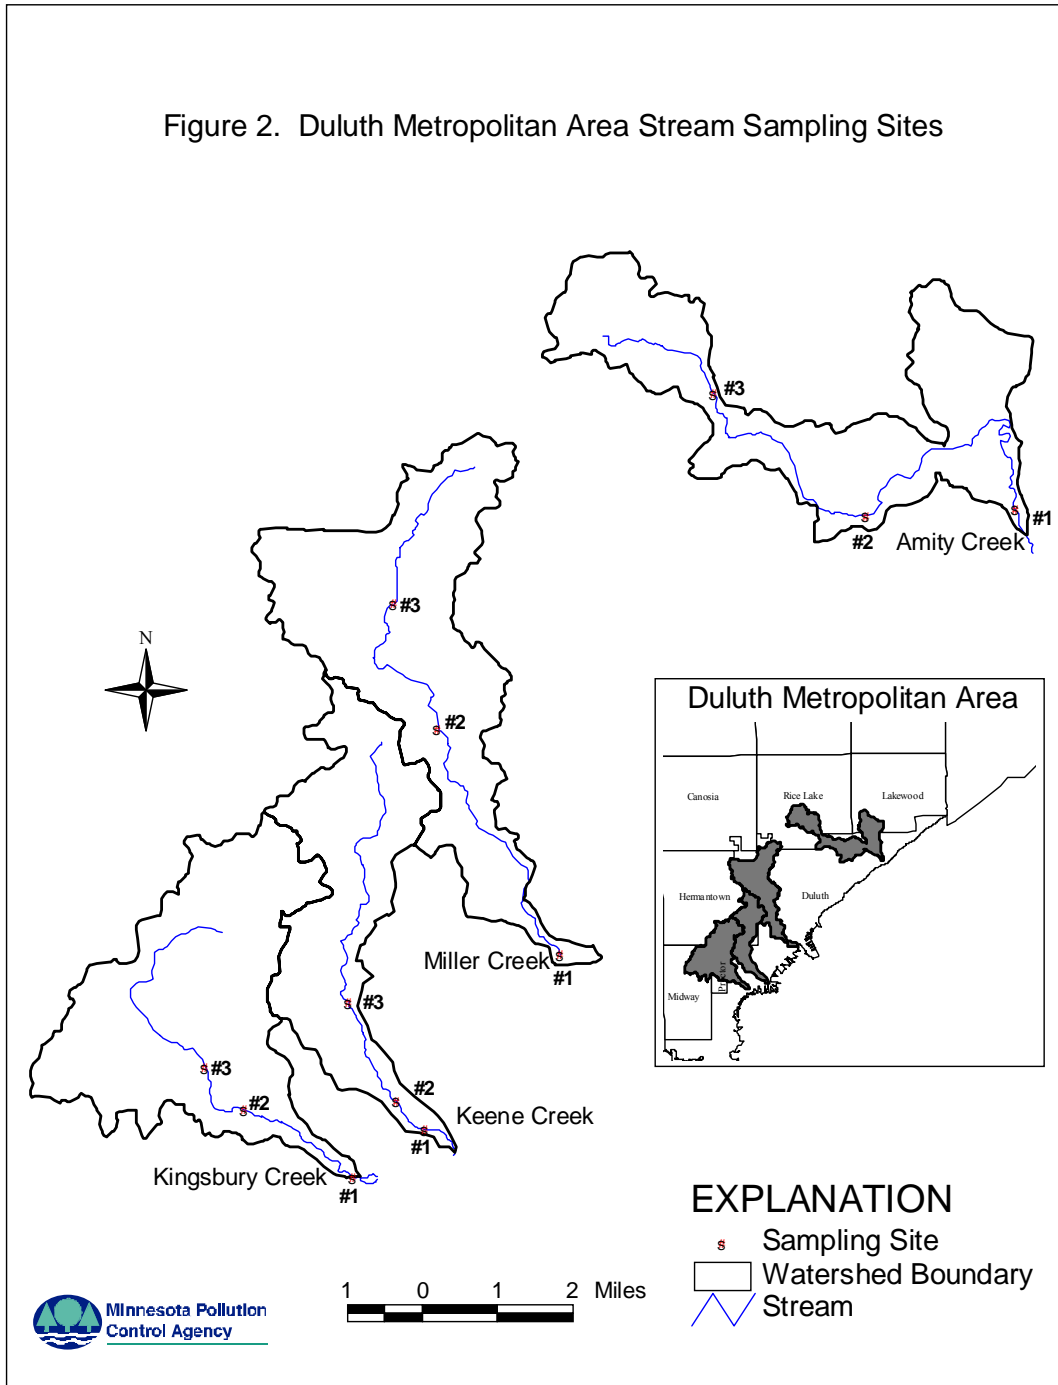 Figure 2.  Duluth Metropolitan Area Stream Sampling Sites
#3
#1
#2
Amity Creek
#3
N
#2
Duluth Metropolitan Area
Canosia
Rice Lake
Lakewood
Hermantown
Duluth
Proctor
Midway
Miller Creek
#1
#3
#3
#2
#2
Keene Creek
#1
Kingsbury Creek
#1
EXPLANATION
Sampling Site
Watershed Boundary
Stream
1 0 1 2 Miles
Minnesota Pollution
Control Agency